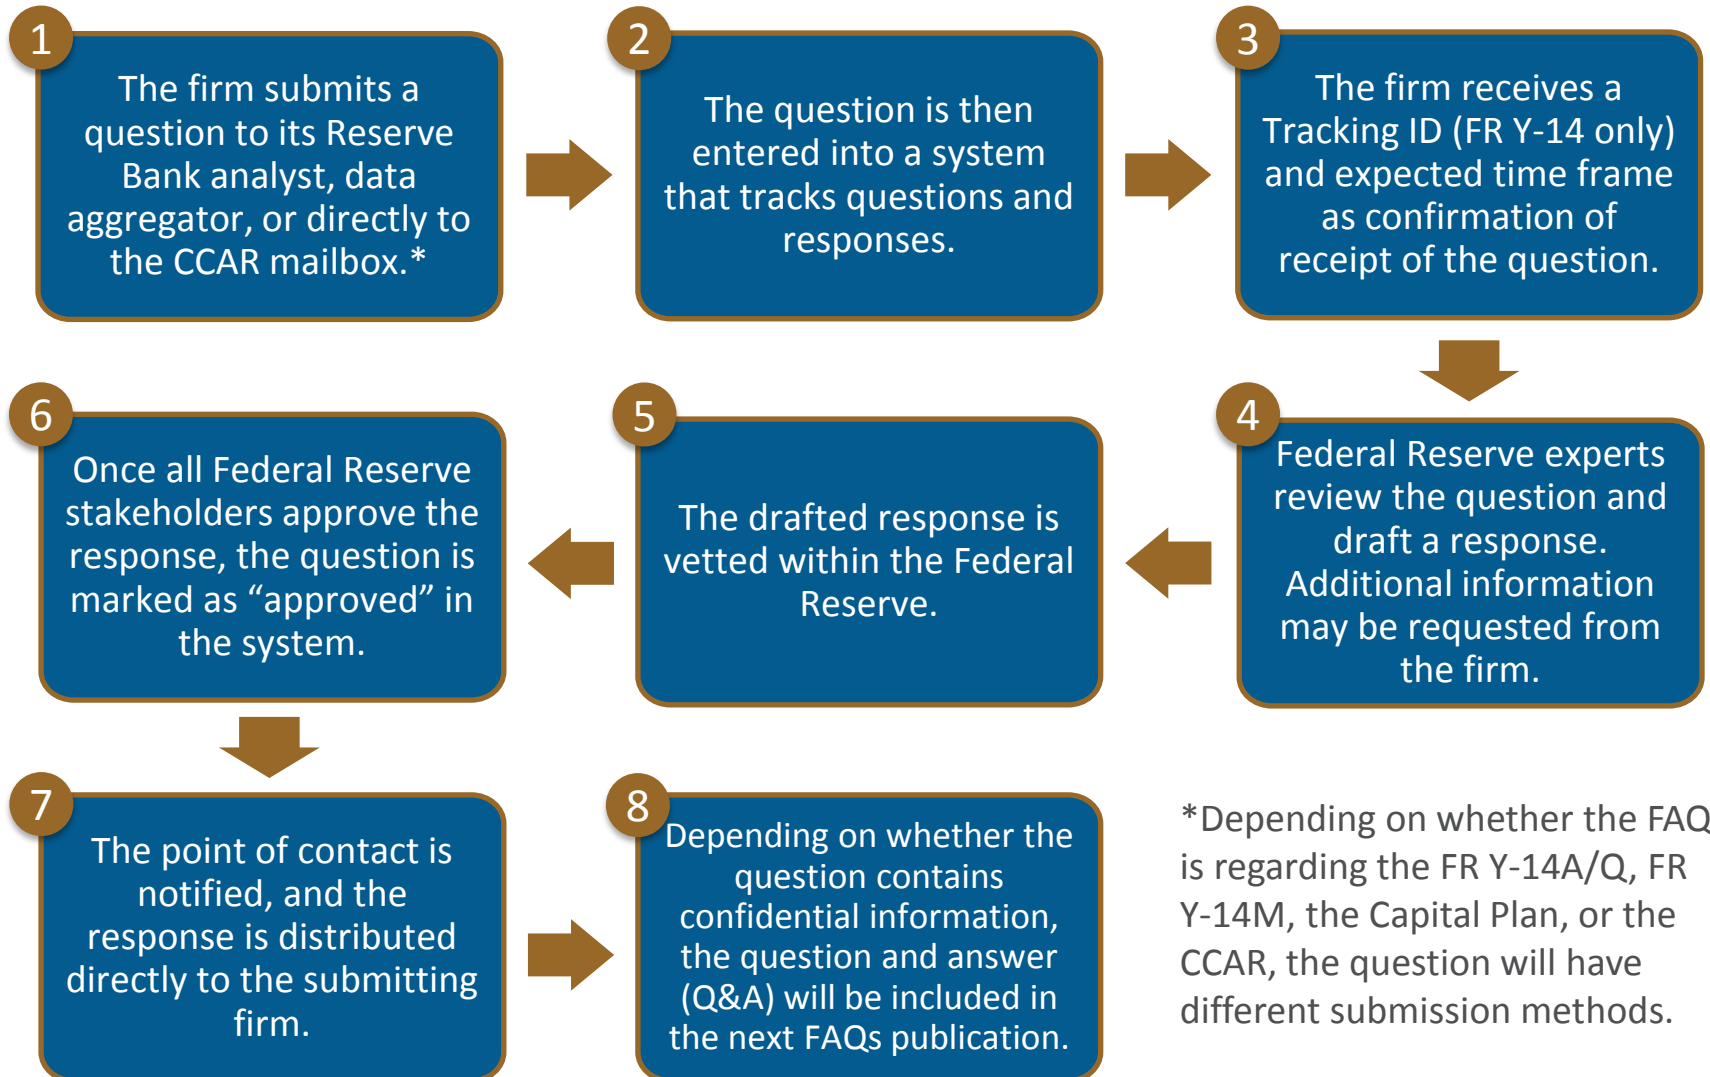 1
The firm submits a
question to its Reserve
Bank analyst, data
aggregator, or directly to
the CCAR mailbox.*
2
The question is then
entered into a system
that tracks questions and
responses.
3
The firm receives a
Tracking ID (FR Y-14 only)
and expected time frame
as confirmation of
receipt of the question.
4
Federal Reserve experts
review the question and
draft a response.
Additional information
may be requested from
the firm.
5
The drafted response is
vetted within the Federal
Reserve.
6
Once all Federal Reserve
stakeholders approve the
response, the question is
marked as “approved” in
the system.
7
The point of contact is
notified, and the
response is distributed
directly to the submitting
firm.
8
Depending on whether the
question contains
confidential information,
the question and answer
(Q&A) will be included in
the next FAQs publication.
*Depending on whether the FAQ
is regarding the FR Y-14A/Q, FR
Y-14M, the Capital Plan, or the
CCAR, the question will have
different submission methods.